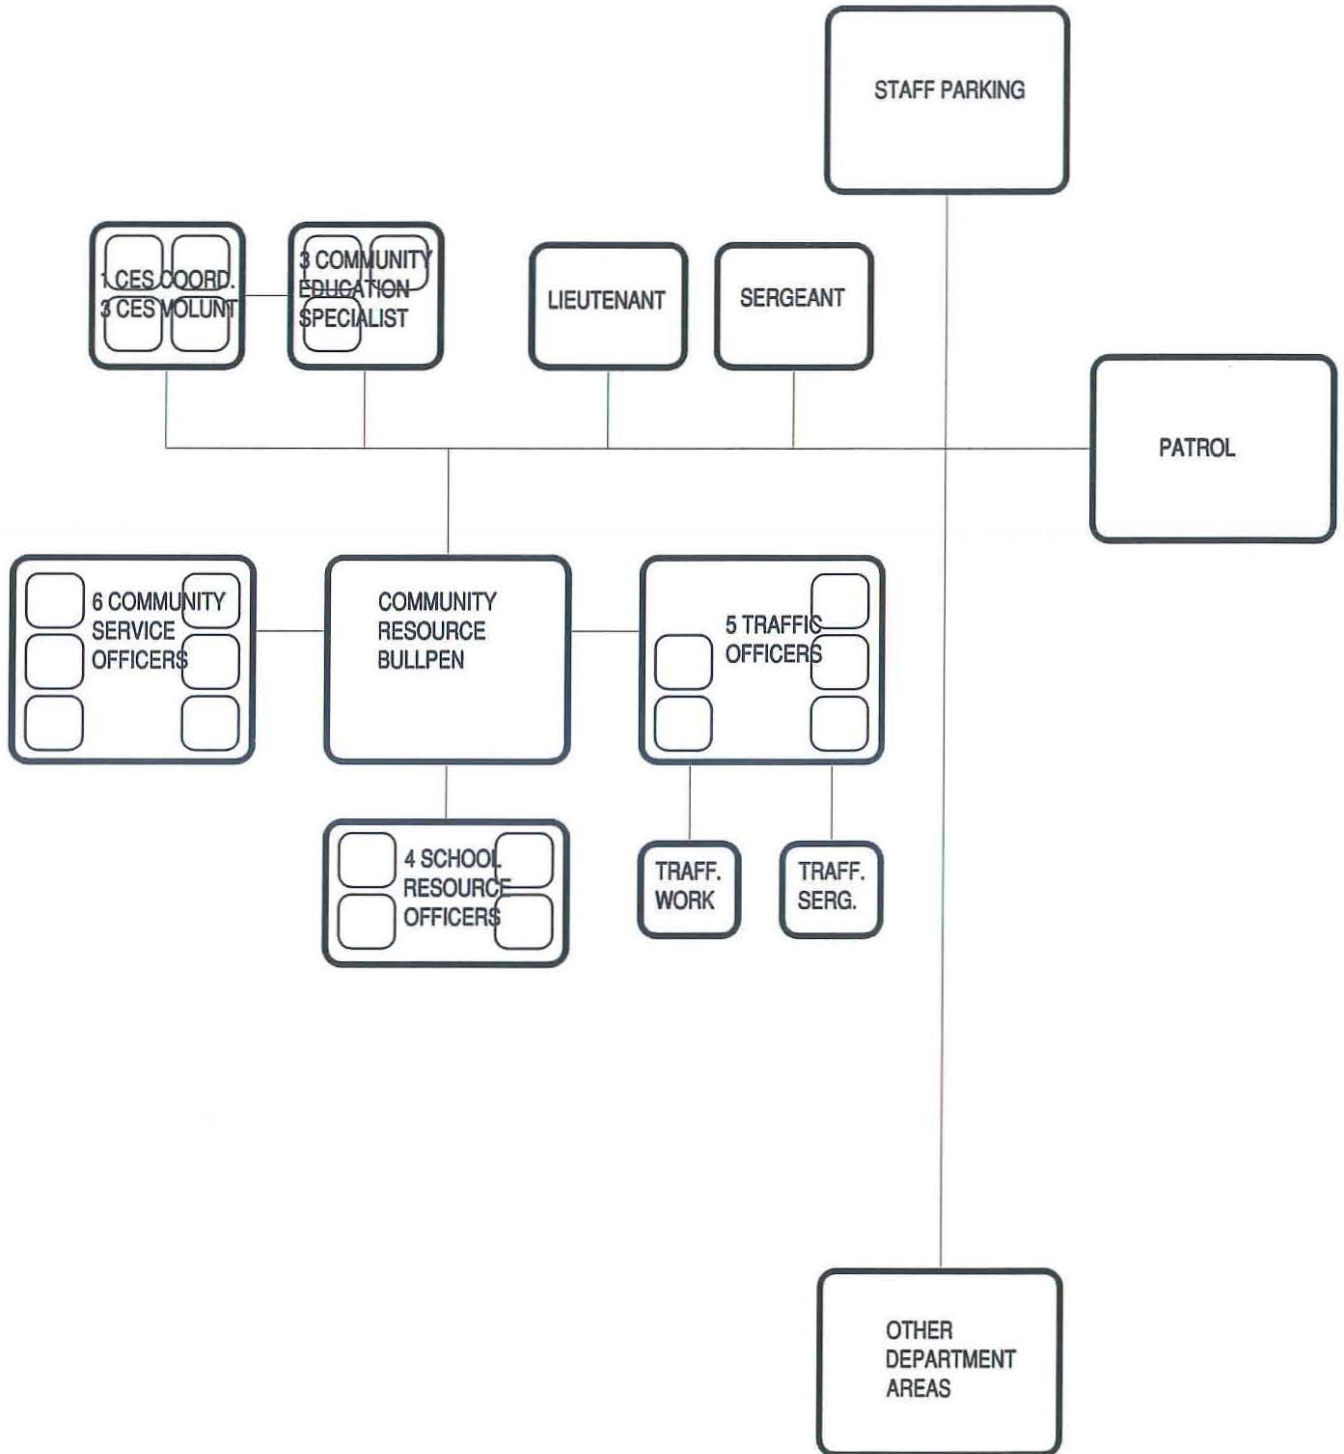 STAFF PARKING
1 CES COORD.
3 CES VOLUNT
3 COMMUNITY
EDUCATION
SPECIALIST
LIEUTENANT
SERGEANT
PATROL
6 COMMUNITY
SERVICE
OFFICERS
COMMUNITY
RESOURCE
BULLPEN
5 TRAFFIC
OFFICERS
4 SCHOOL
RESOURCE
OFFICERS
TRAFF.
WORK
TRAFF.
SERG.
OTHER
DEPARTMENT
AREAS